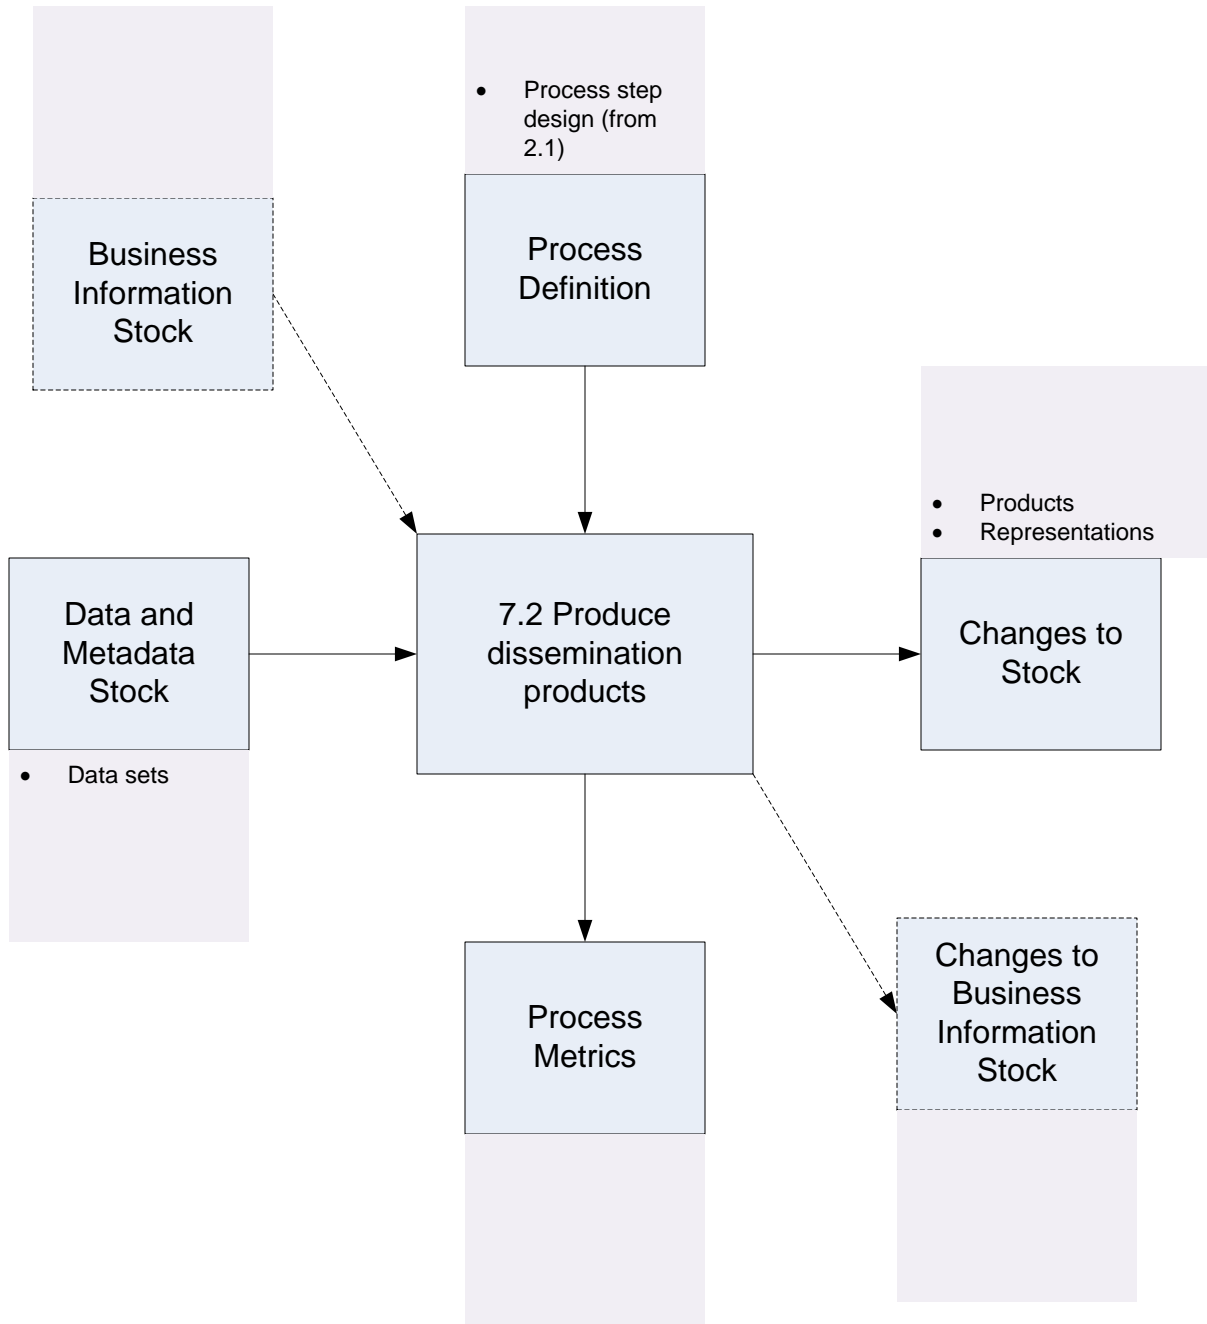 • Process step
design (from
2.1)
Business
Information
Stock
Process
Definition
• Products
• Representations
Data and
Metadata
Stock
7.2 Produce
dissemination
products
Changes to
Stock
• Data sets
Process
Metrics
Changes to
Business
Information
Stock